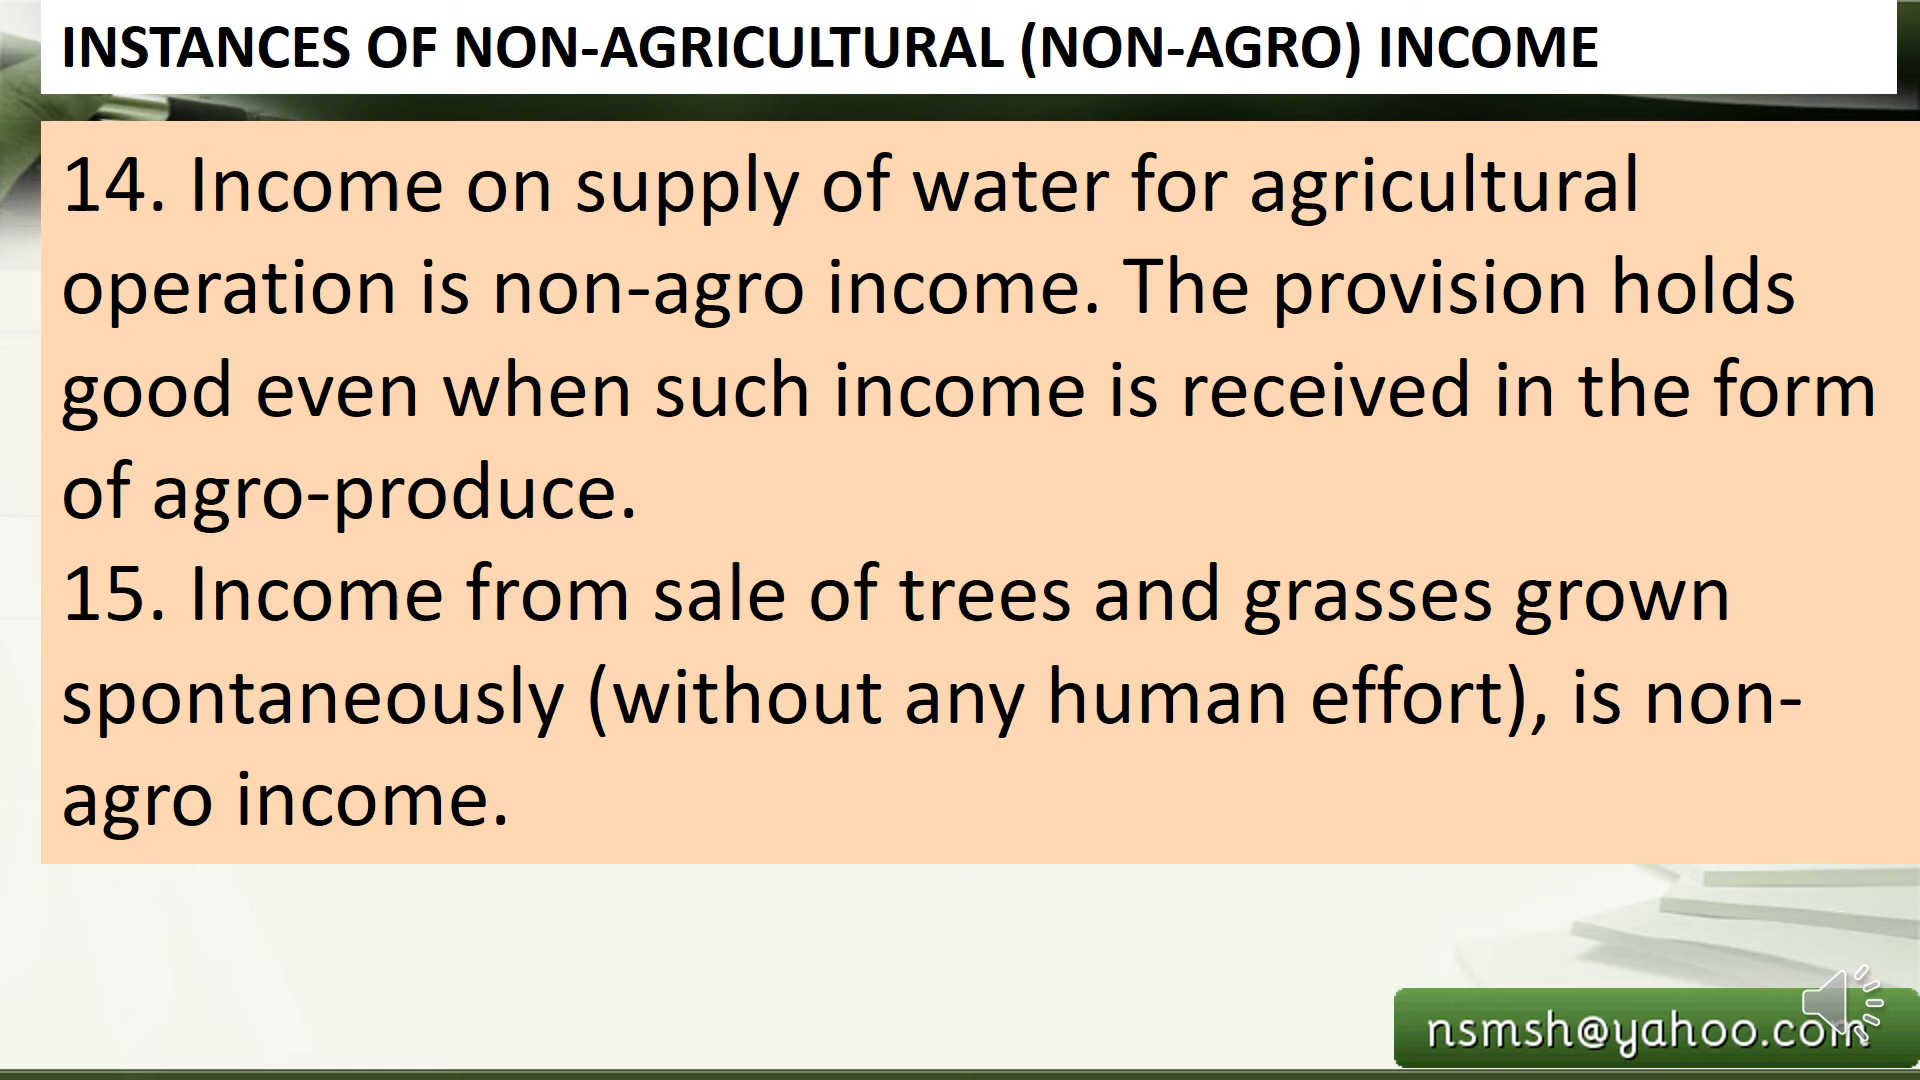 INSTANCES OF NON-AGRICULTURAL (NON-AGRO) INCOME
14. Income on supply of water for agricultural
operation is non-agro income. The provision holds
good even when such income is received in the form
of agro-produce.
15. Income from sale of trees and grasses grown
spontaneously (without any human effort), is non-
agro income.
nsmsh@yahoo.com